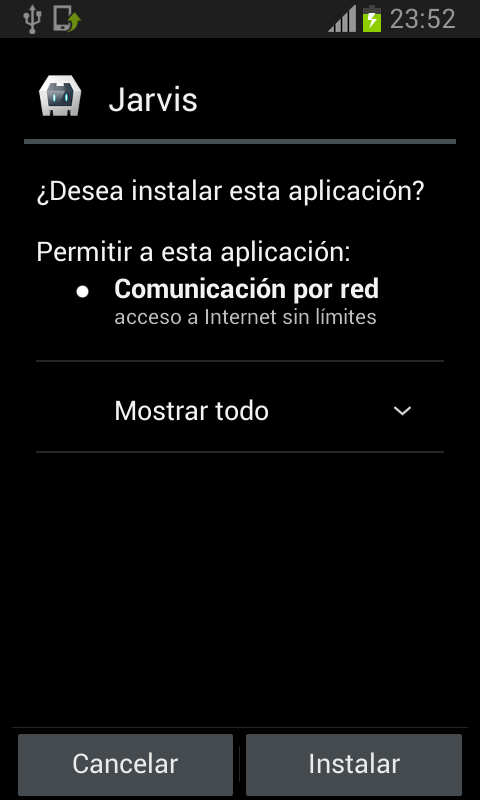 23:52
Jarvis
¿Desea instalar esta aplicación?
Permitir a esta aplicación:
Comunicación por red
acceso a Internet sin límites
Mostrar todo
Cancelar
Instalar